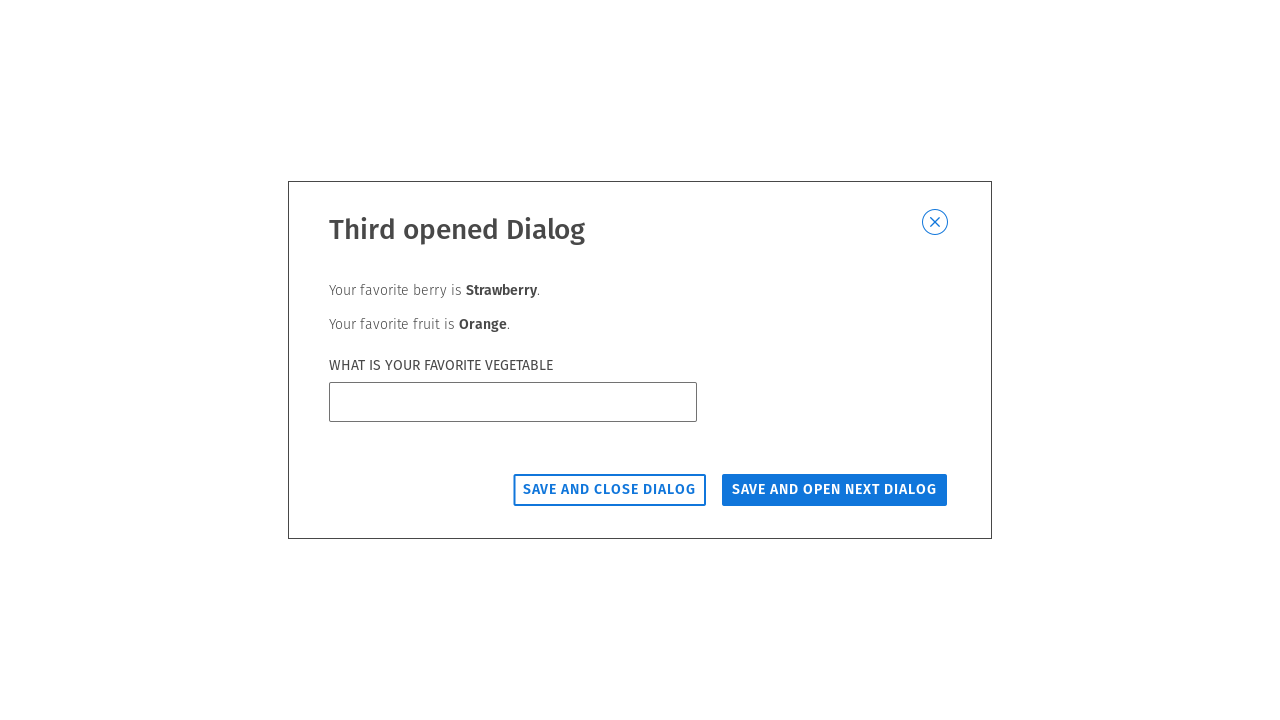 Third opened Dialog
Your favorite berry is Strawberry.
Your favorite fruit is Orange.
WHAT IS YOUR FAVORITE VEGETABLE
SAVE AND CLOSE DIALOG SAVE AND OPEN NEXT DIALOG